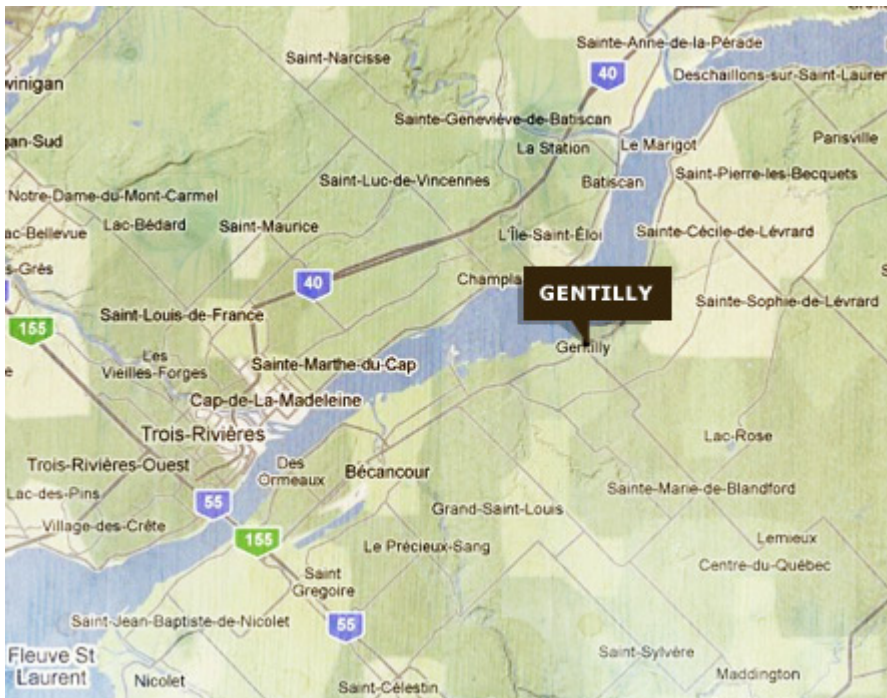 Saint-Narcisse
Sainte-Anne-de-la-Pérade
40
Deschaillons-sur-Saint-Lauren
winigan
Sainte-Geneviève-de-Batiscan
gan-Sud
La Station
Le Marigot
Parisville
Saint-Luc-de-Vincennes
Batiscan
Saint-Pierre-les-Becquets
Notre-Dame-du-Mont-Carmel
Lac-Bédard
Saint-Maurice
ac-Bellevue
L'Île-Saint-Éloi
Sainte-Cécile-de-Lévrard
s-Grès
40
Champla
GENTILLY
Sainte-Sophie-de-Lévrard
155
Saint-Louis-de-France
Gentilly
Les
Vieilles-Forges
Sainte-Marthe-du-Cap
Cap-de-La-Madeleine
Trois-Rivières
Lac-Rose
Trois-Rivières-Ouest
Des
Ormeaux
Bécancour
Lac-des-Pins
55
Grand-Saint-Louis
Sainte-Marie-de-Blandford
Village-des-Crête
155
Le Précieux-Sang
Lemieux
Centre-du-Québec
Saint
Gregoire
Saint-Jean-Baptiste-de-Nicolet
55
Fleuve St
Laurent
Nicolet
Saint-Célestin
Saint-Sylvère
Maddington